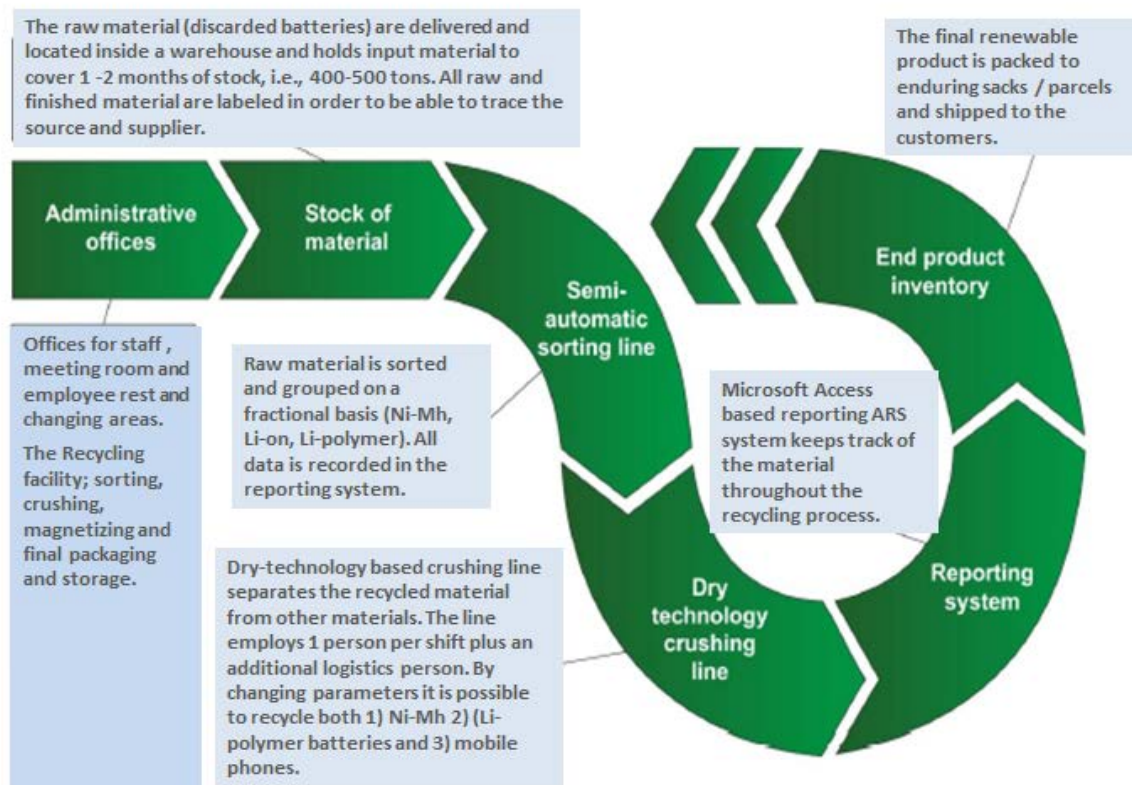 The raw material (discarded batteries) are delivered and
located inside a warehouse and holds input material to
cover 1 -2 months of stock, i.e., 400-500 tons. All raw and
finished material are labeled in order to be able to trace the
source and supplier.
The final renewable
product is packed to
enduring sacks / parcels
and shipped to the
customers.
Administrative
offices
Stock of
material
Semi-
automatic
sorting line
End product
inventory
Offices for staff ,
meeting room and
employee rest and
changing areas.
The Recycling
facility; sorting,
crushing,
magnetizing and
final packaging
and storage.
Raw material is sorted
and grouped on a
fractional basis (Ni-Mh,
Li-on, Li-polymer). All
data is recorded in the
reporting system.
Microsoft Access
based reporting ARS
system keeps track of
the material
throughout the
recycling process.
Dry-technology based crushing line
separates the recycled material
from other materials. The line
employs 1 person per shift plus an
additional logistics person. By
changing parameters it is possible
to recycle both 1) Ni-Mh 2) (Li-
polymer batteries and 3) mobile
phones.
Dry
technology
crushing
line
Reporting
system